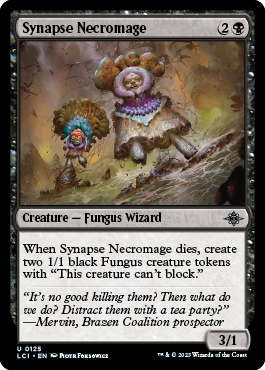 Synapse Necromage 2
Creature — Fungus Wizard
When Synapse Necromage dies, create
two 1/1 black Fungus creature tokens
with “This creature can’t block.”
“It’s no good killing them? Then what do
we do? Distract them with a tea party?”
—Mervin, Brazen Coalition prospector
3/1
U 0125
LCI • EN Piotr Foksowicz
™ & © 2023 Wizards of the Coast